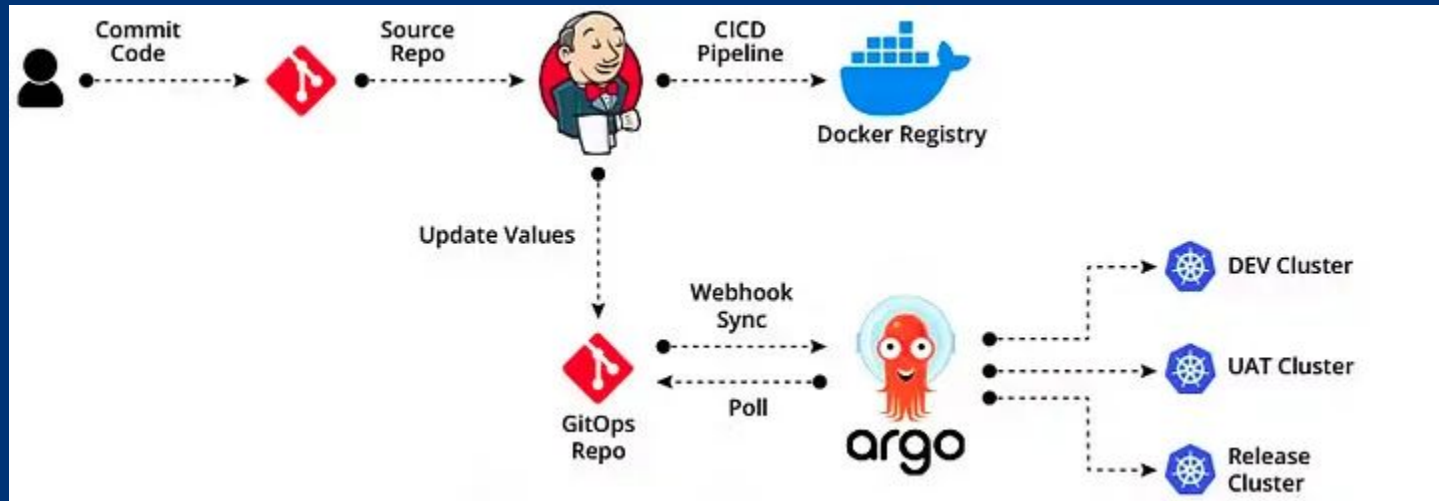 Commit
Code
Source
Repo
CICD
Pipeline
Docker Registry
Update Values
Webhook
Sync
Poll
GitOps
Repo
argo
DEV Cluster
UAT Cluster
Release
Cluster